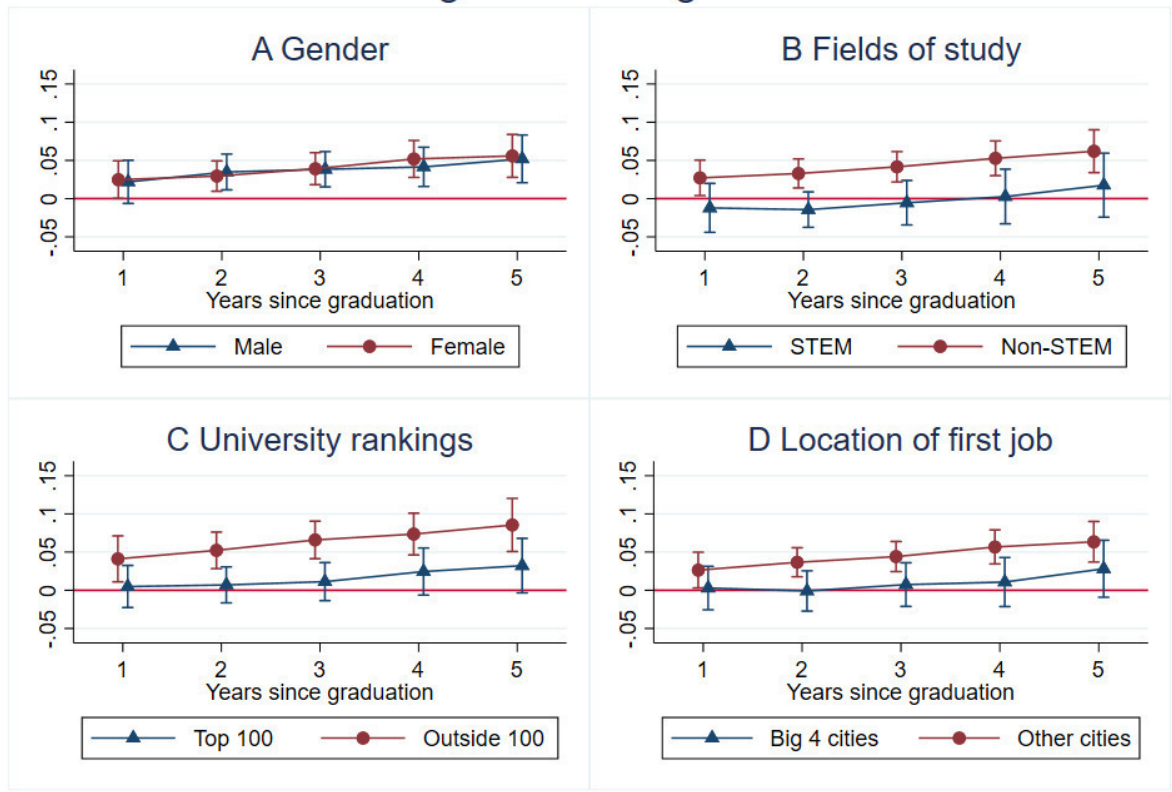 A Gender
.15
.1
.05
0
-.05
1 2 3 4 5
Years since graduation
Male Female
B Fields of study
.15
.1
.05
0
-.05
1 2 3 4 5
Years since graduation
STEM Non-STEM
C University rankings
.15
.1
.05
0
-.05
1 2 3 4 5
Years since graduation
Top 100 Outside 100
D Location of first job
.15
.1
.05
0
-.05
1 2 3 4 5
Years since graduation
Big 4 cities Other cities